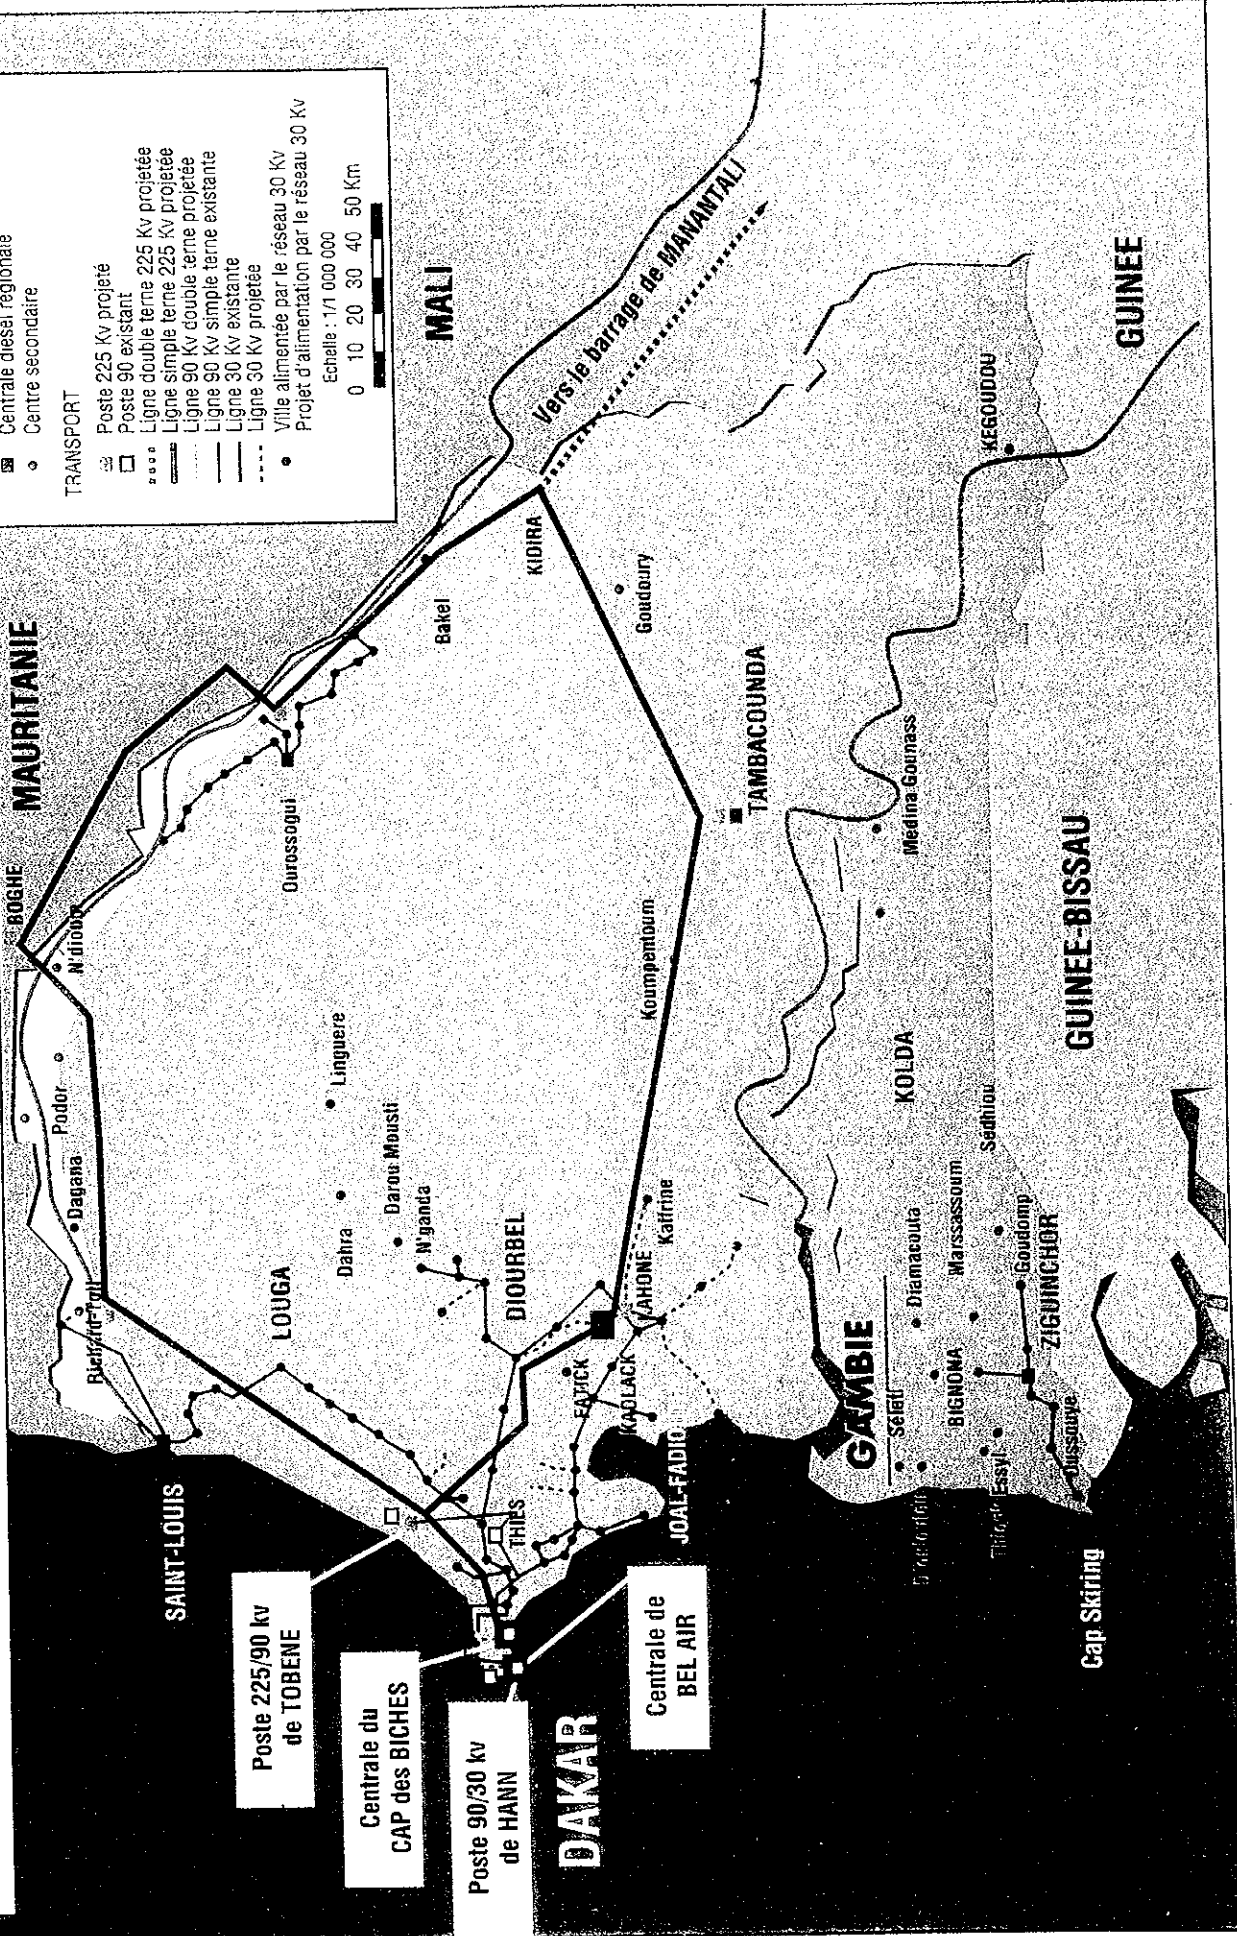 Centrale diesel régionale
Centre secondaire
TRANSPORT
Poste 225 Kv projeté
Poste 90 existant
Ligne double terne 225 Kv projetée
Ligne simple terne 225 Kv projetée
Ligne 90 Kv double terne projetée
Ligne 90 Kv simple terne existante
Ligne 30 Kv existante
Ligne 30 Kv projetée
Ville alimentée par le réseau 30 Kv
Projet d'alimentation par le réseau 30 Kv
Echelle : 1/1 000 000
0 10 20 30 40 50 Km
MAURITANIE
BOGHE
N'dioum
Podor
Dagana
Richard-Toll
SAINT-LOUIS
Ourossogui
LOUGA
Linguere
Dahra
Darou Mousti
N'ganda
Bakel
MALI
KIDIRA
Vers le barrage de MANANTALI
Poste 225/90 kv
de TOBENE
Centrale du
CAP des BICHES
Poste 90/30 kv
de HANN
DAKAR
Centrale de
BEL AIR
THIES
DIOURBEL
FATICK
KAOLACK
KAHONE
Kaffrine
JOAL-FADIO
Koumpentoum
Goudoury
TAMBACOUNDA
GAMBIE
Séléti
Diamacouta
BIGNONA
Marssassoum
KOLDA
Medina Gounass
KEGOUDOU
Essyl
Goudomp
Sédhiou
ZIGUINCHOR
Oussouye
Cap Skiring
GUINEE-BISSAU
GUINEE